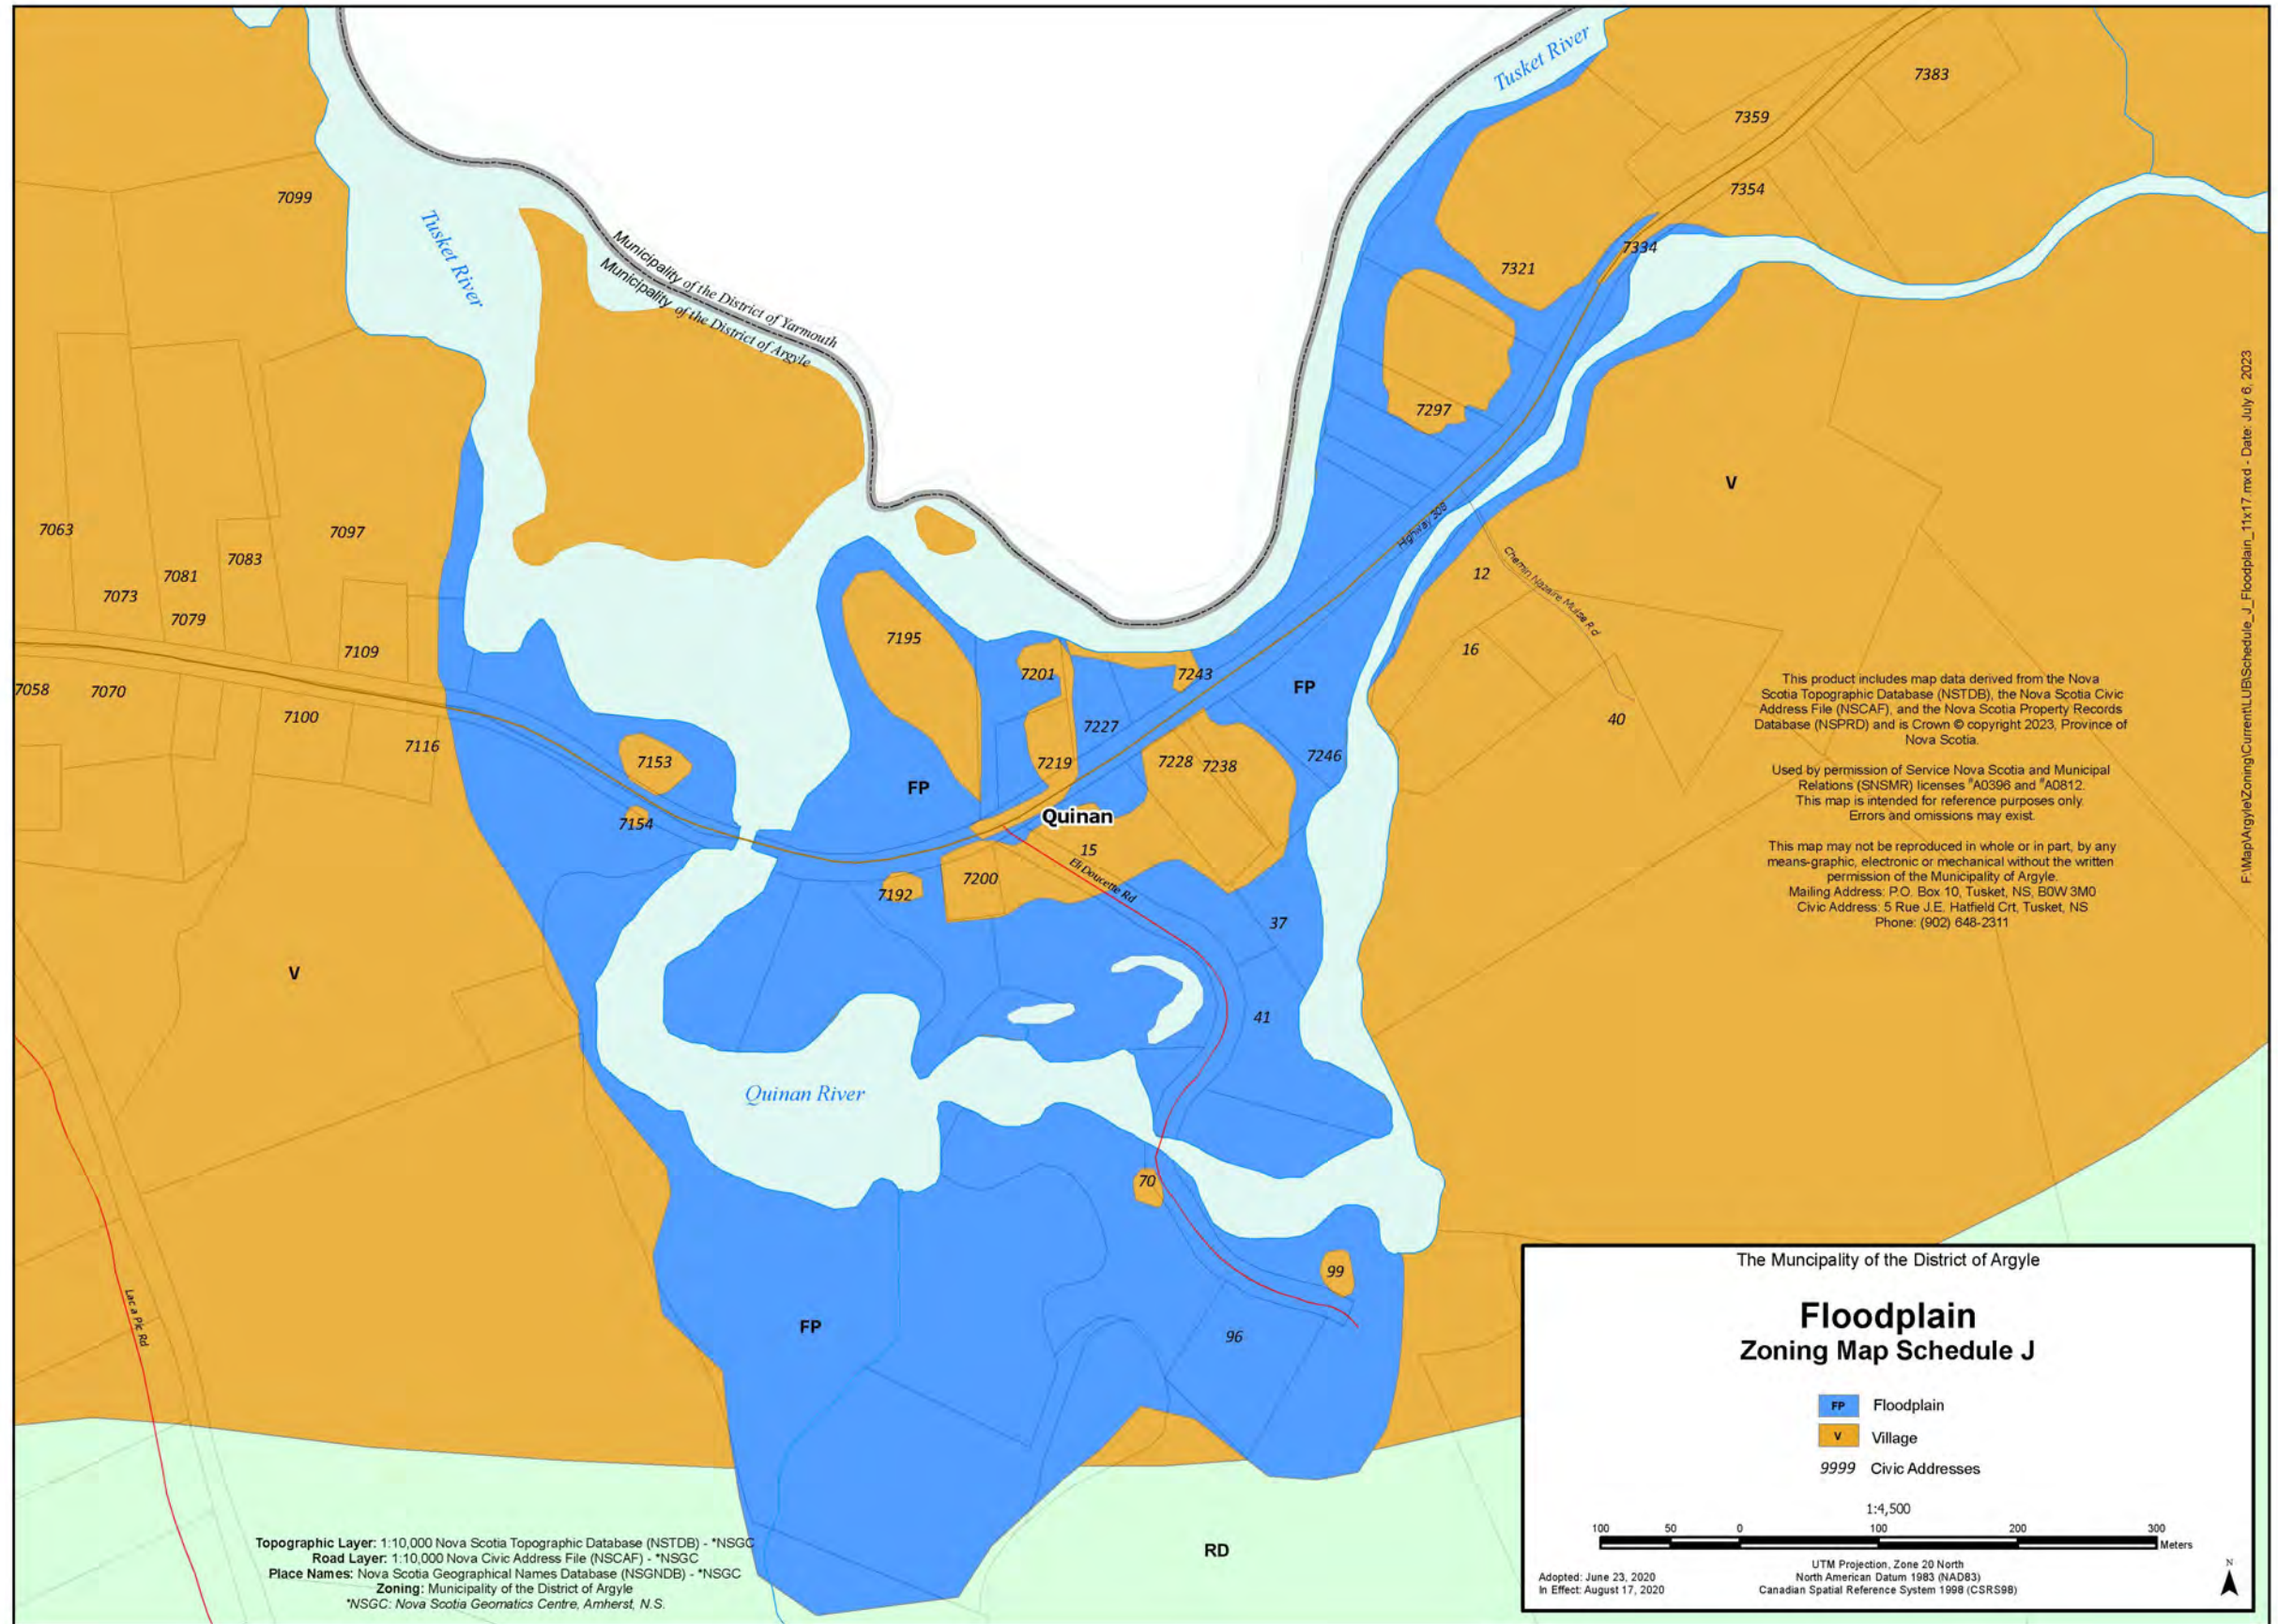 Tusket River
7383
7359
7354
7099
Tusket River
Municipality of the District of Yarmouth
Municipality of the District of Argyle
7334
7321
7297
F:\Map\Argyle\Zoning\Current\LUB\Schedule_J_Floodplain_11x17.mxd - Date: July 6, 2023
V
Highway 308
7063
7097
7083
7081
7073
7079
12
Chemin Nazaire Muise Rd
7109
7195
7201
7243
FP
16
7058
7070
7100
7116
7153
7154
7227
7219
7228
7238
7246
40
FP
Quinan
15
Eli Doucette Rd
7192
7200
37
41
V
This product includes map data derived from the Nova
Scotia Topographic Database (NSTDB), the Nova Scotia Civic
Address File (NSCAF), and the Nova Scotia Property Records
Database (NSPRD) and is Crown © copyright 2023, Province of
Nova Scotia.
Used by permission of Service Nova Scotia and Municipal
Relations (SNSMR) licenses #A0396 and #A0812.
This map is intended for reference purposes only.
Errors and omissions may exist.
This map may not be reproduced in whole or in part, by any
means-graphic, electronic or mechanical without the written
permission of the Municipality of Argyle.
Mailing Address: P.O. Box 10, Tusket, NS, B0W 3M0
Civic Address: 5 Rue J.E. Hatfield Crt, Tusket, NS
Phone: (902) 648-2311
Quinan River
70
99
96
FP
Lac a Pic Rd
RD
The Muncipality of the District of Argyle
Floodplain
Zoning Map Schedule J
FP Floodplain
V Village
9999 Civic Addresses
1:4,500
100 50 0 100 200 300
Meters
UTM Projection, Zone 20 North
North American Datum 1983 (NAD83)
Canadian Spatial Reference System 1998 (CSRS98)
Adopted: June 23, 2020
In Effect: August 17, 2020
N
Topographic Layer: 1:10,000 Nova Scotia Topographic Database (NSTDB) - *NSGC
Road Layer: 1:10,000 Nova Civic Address File (NSCAF) - *NSGC
Place Names: Nova Scotia Geographical Names Database (NSGNDB) - *NSGC
Zoning: Municipality of the District of Argyle
*NSGC: Nova Scotia Geomatics Centre, Amherst, N.S.